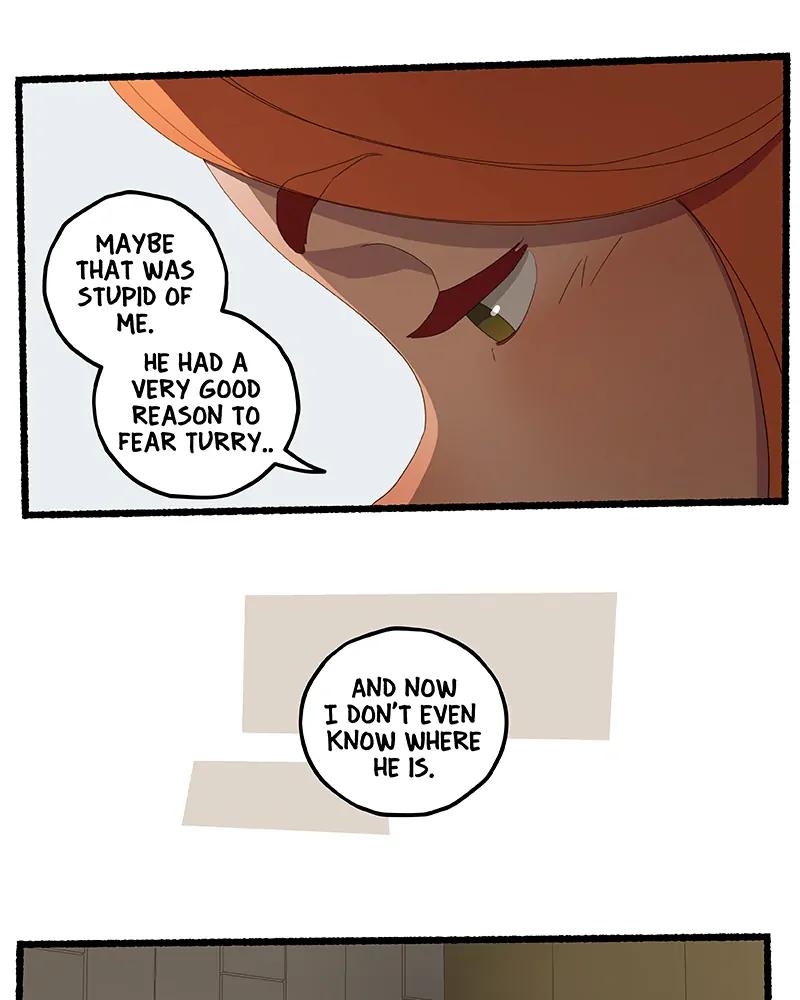 MAYBE
THAT WAS
STUPID OF
ME.
HE HAD A
VERY GOOD
REASON TO
FEAR TURRY..
AND NOW
I DON'T EVEN
KNOW WHERE
HE IS.